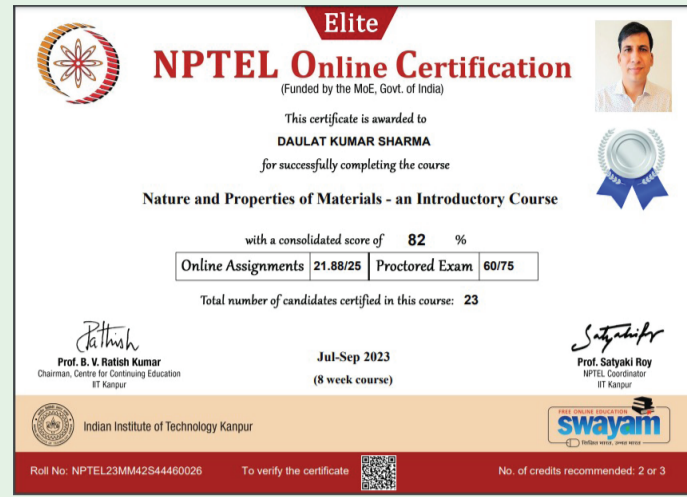 Elite
NPTEL Online Certification
(Funded by the MoE, Govt. of India)
This certificate is awarded to
DAULAT KUMAR SHARMA
for successfully completing the course
Nature and Properties of Materials - an Introductory Course
with a consolidated score of 82 %
Online Assignments 21.88/25 Proctored Exam 60/75
Total number of candidates certified in this course: 23
Prof. B. V. Ratish Kumar
Chairman, Centre for Continuing Education
IIT Kanpur
Jul-Sep 2023
(8 week course)
Prof. Satyaki Roy
NPTEL Coordinator
IIT Kanpur
Indian Institute of Technology Kanpur
FREE ONLINE EDUCATION
swayam
शिक्षित भारत, उन्नत भारत
Roll No: NPTEL23MM42S44460026
To verify the certificate
No. of credits recommended: 2 or 3